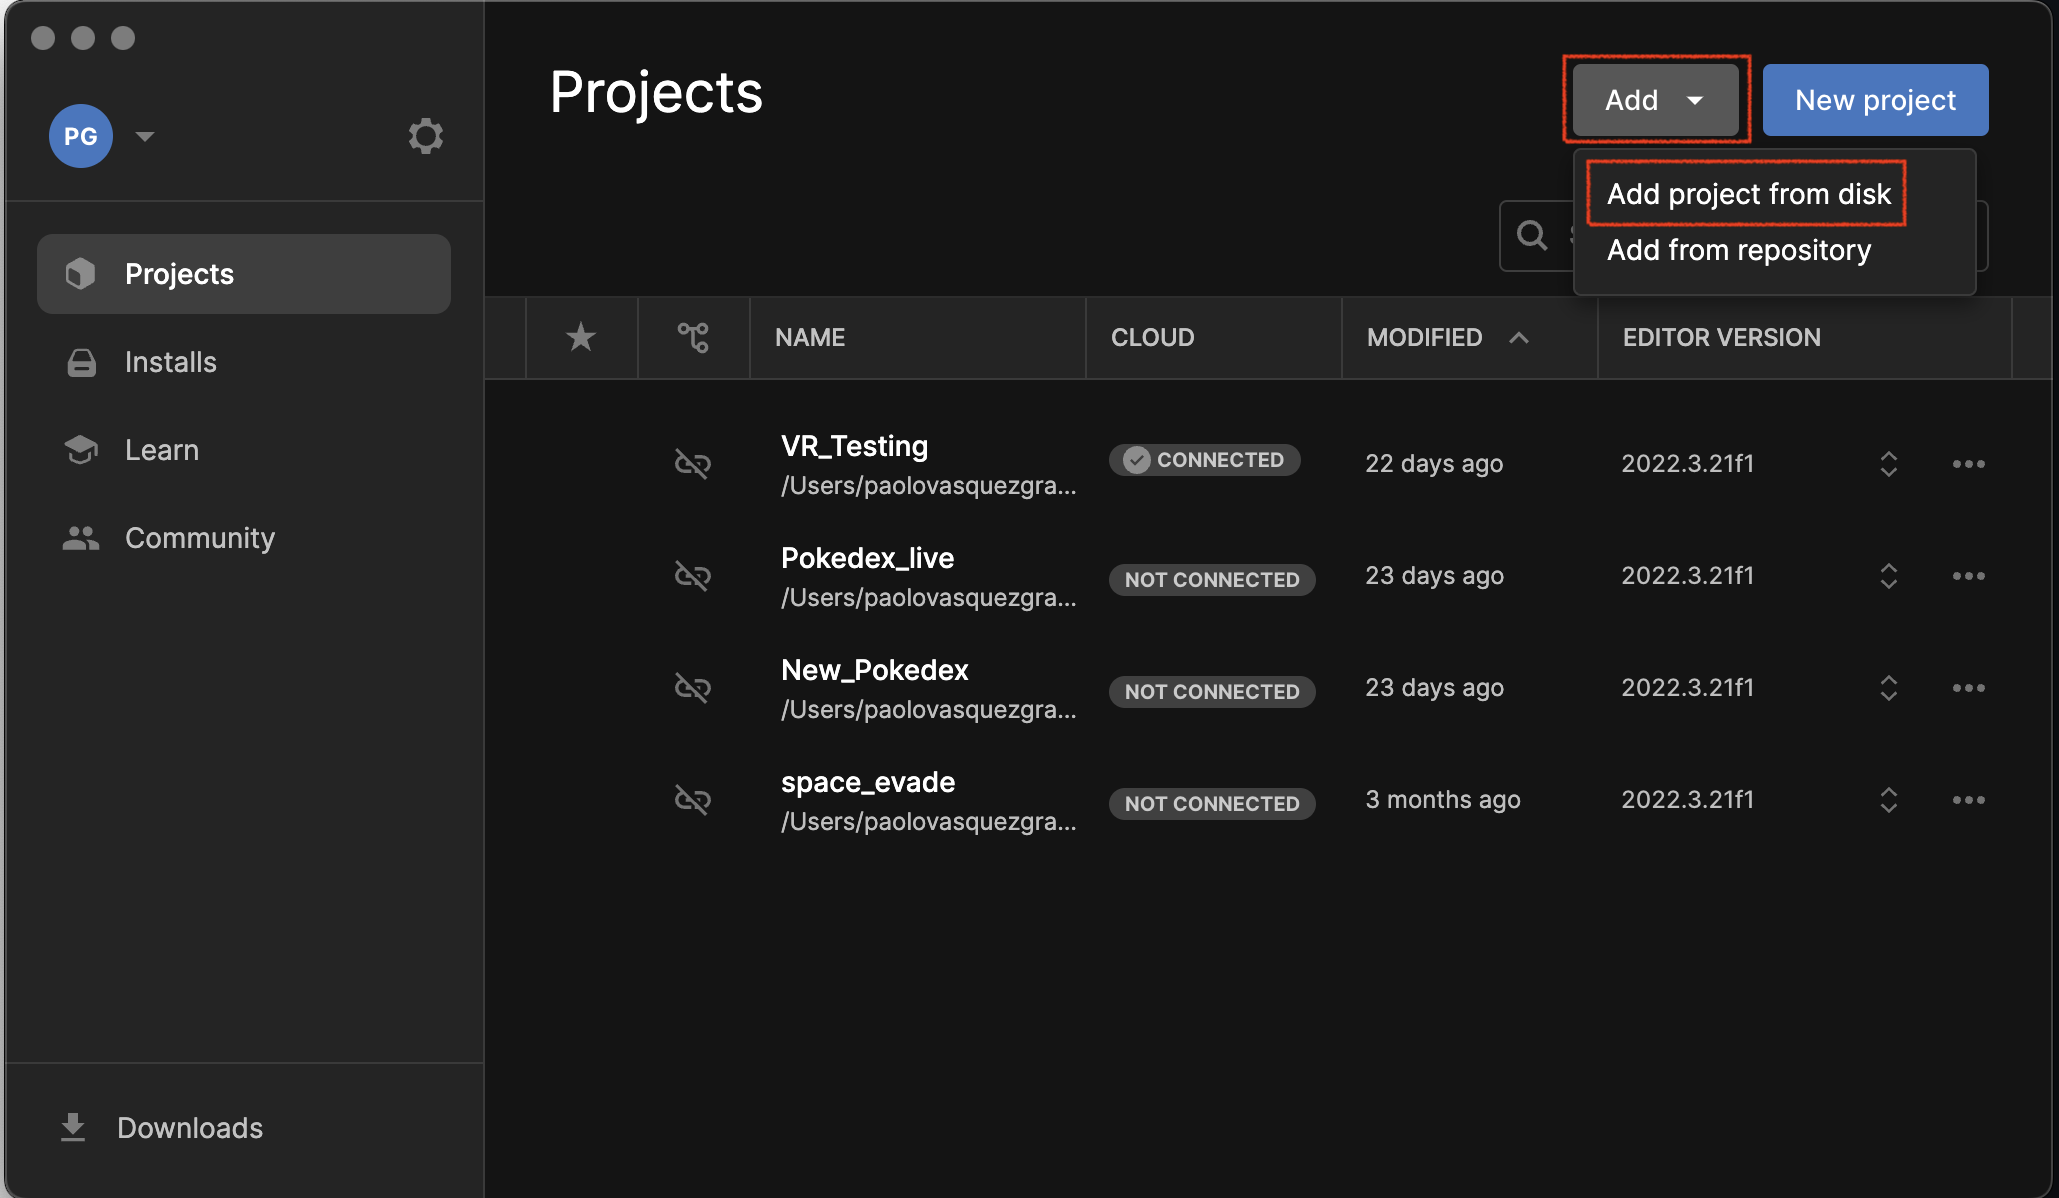 PG
Projects
Installs
Learn
Community
Downloads
Projects
Add
New project
Add project from disk
Add from repository
NAME
CLOUD
MODIFIED
EDITOR VERSION
VR_Testing
/Users/paolovasquezgra...
CONNECTED
22 days ago
2022.3.21f1
Pokedex_live
/Users/paolovasquezgra...
NOT CONNECTED
23 days ago
2022.3.21f1
New_Pokedex
/Users/paolovasquezgra...
NOT CONNECTED
23 days ago
2022.3.21f1
space_evade
/Users/paolovasquezgra...
NOT CONNECTED
3 months ago
2022.3.21f1